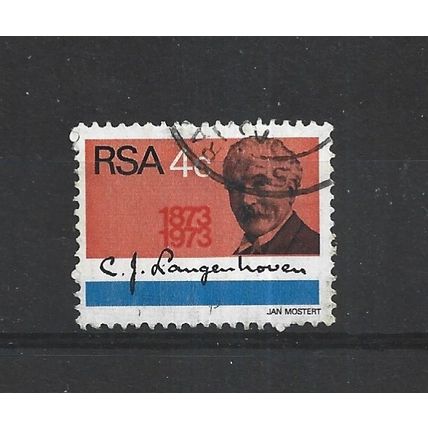 RSA 4c
1873
1973
C. J. Langenhoven
JAN MOSTERT